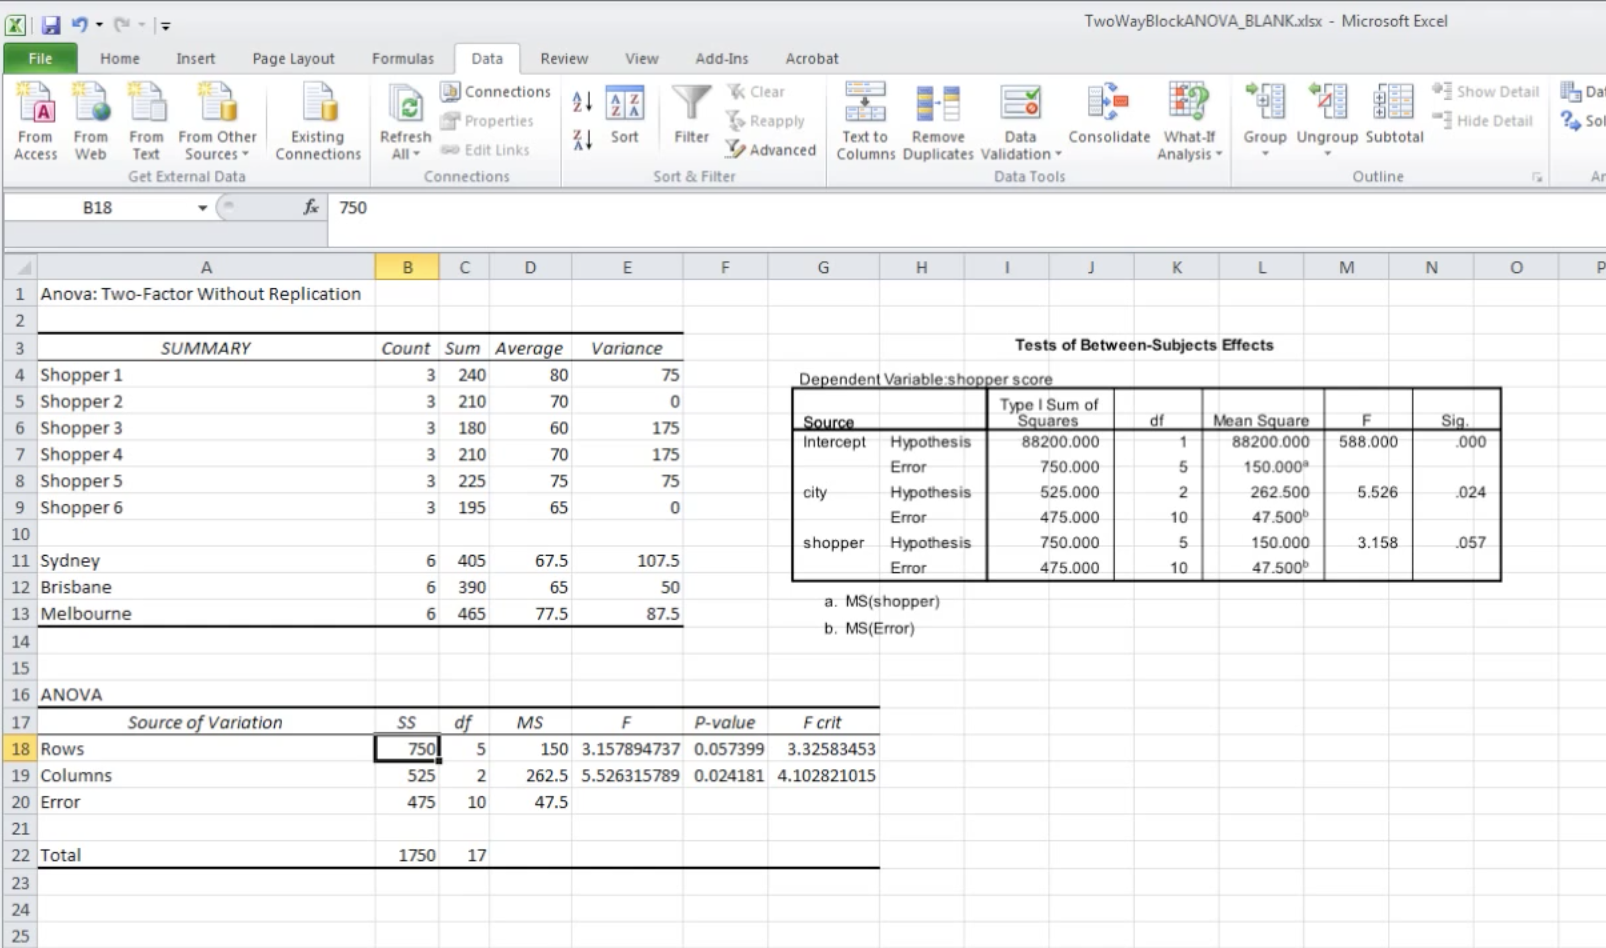 TwoWayBlockANOVA_BLANK.xlsx - Microsoft Excel
File Home Insert Page Layout Formulas Data Review View Add-Ins Acrobat
From Access From Web From Text From Other Sources Existing Connections Refresh All Connections Properties Edit Links Sort Filter Clear Reapply Advanced Text to Columns Remove Duplicates Data Validation Consolidate What-If Analysis Group Ungroup Subtotal Show Detail Hide Detail
Get External Data Connections Sort & Filter Data Tools Outline
B18 fx 750
A B C D E F G H I J K L M N O P
1 Anova: Two-Factor Without Replication
2
3 SUMMARY Count Sum Average Variance
4 Shopper 1 3 240 80 75
5 Shopper 2 3 210 70 0
6 Shopper 3 3 180 60 175
7 Shopper 4 3 210 70 175
8 Shopper 5 3 225 75 75
9 Shopper 6 3 195 65 0
10
11 Sydney 6 405 67.5 107.5
12 Brisbane 6 390 65 50
13 Melbourne 6 465 77.5 87.5
14
15
16 ANOVA
17 Source of Variation SS df MS F P-value F crit
18 Rows 750 5 150 3.157894737 0.057399 3.32583453
19 Columns 525 2 262.5 5.526315789 0.024181 4.102821015
20 Error 475 10 47.5
21
22 Total 1750 17
23
24
25
Tests of Between-Subjects Effects
Dependent Variable:shopper score
Source Type I Sum of Squares df Mean Square F Sig.
Intercept Hypothesis 88200.000 1 88200.000 588.000 .000
Error 750.000 5 150.000a
city Hypothesis 525.000 2 262.500 5.526 .024
Error 475.000 10 47.500b
shopper Hypothesis 750.000 5 150.000 3.158 .057
Error 475.000 10 47.500b
a. MS(shopper)
b. MS(Error)